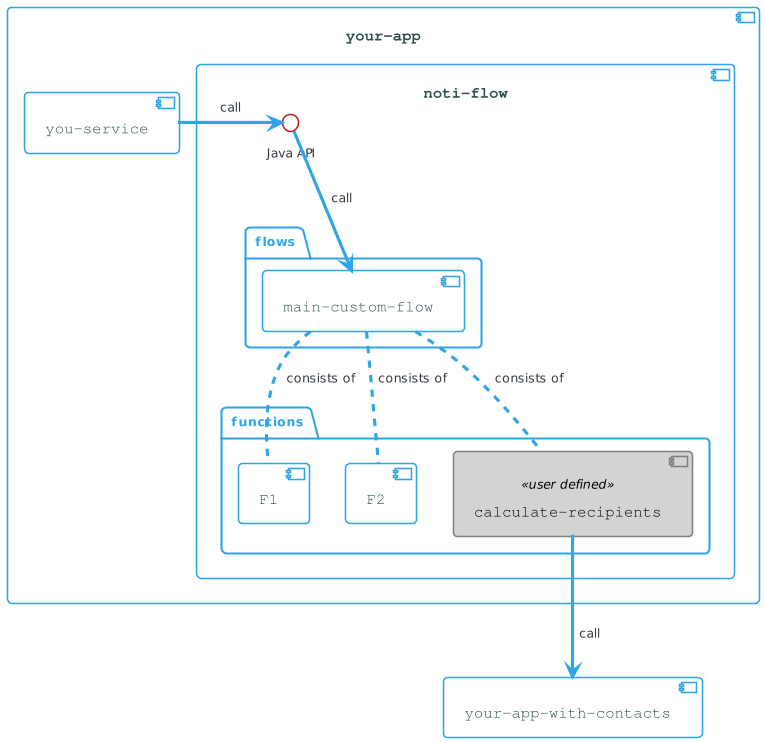 your-app
noti-flow
call
you-service
Java API
call
flows
main-custom-flow
consists of
consists of
consists of
functions
«user defined»
F1
F2
calculate-recipients
call
your-app-with-contacts